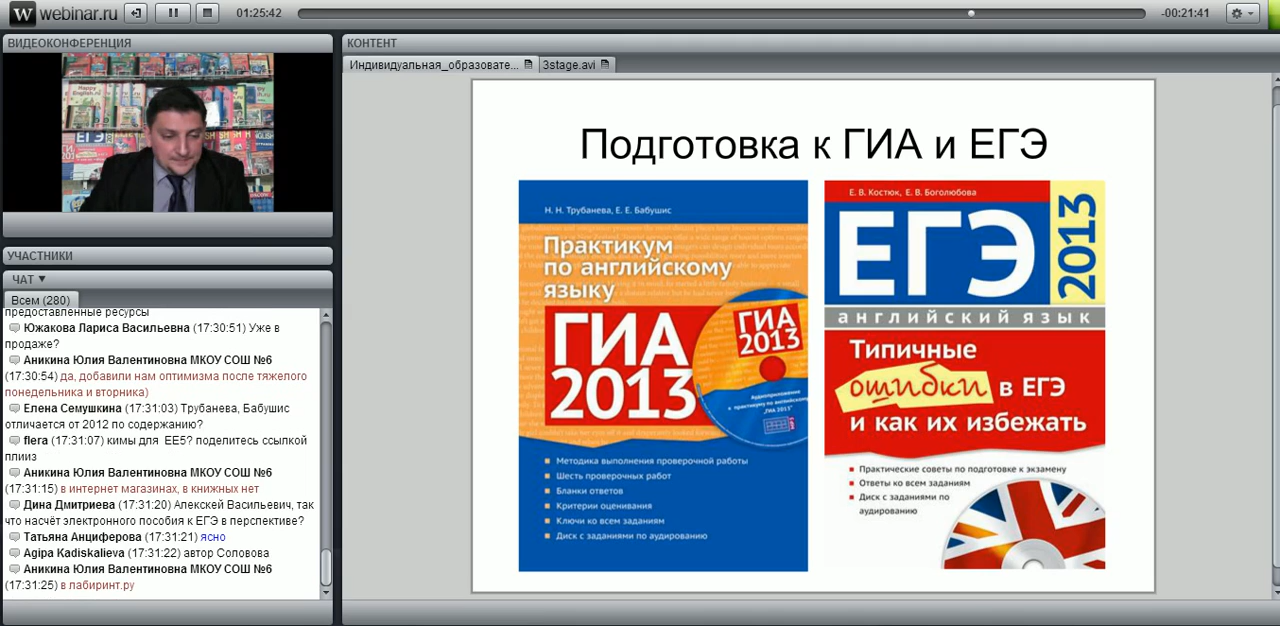 webinar.ru
01:25:42
-00:21:41
ВИДЕОКОНФЕРЕНЦИЯ
УЧАСТНИКИ
ЧАТ
Всем (280)
предоставленные ресурсы
Южакова Лариса Васильевна (17:30:51) Уже в
продаже?
Аникина Юлия Валентиновна МКОУ СОШ №6
(17:30:54) да, добавили нам оптимизма после тяжелого
понедельника и вторника)
Елена Семушкина (17:31:03) Трубанева, Бабушис
отличается от 2012 по содержанию?
flera (17:31:07) кимы для ЕЕ5? поделитесь ссылкой
плииз
Аникина Юлия Валентиновна МКОУ СОШ №6
(17:31:15) в интернет магазинах, в книжных нет
Дина Дмитриева (17:31:20) Алекскей Васильевич, так
что насчёт электронного пособия к ЕГЭ в перспективе?
Татьяна Анциферова (17:31:21) ясно
Agipa Kadiskalieva (17:31:22) автор Соловова
Аникина Юлия Валентиновна МКОУ СОШ №6
(17:31:25) в лабиринт.ру
КОНТЕНТ
Индивидуальная_образовате...
3stage.avi
Подготовка к ГИА и ЕГЭ
Н. Н. Трубанева, Е. Е. Бабушис
Практикум
по английскому
языку
ГИА
2013
ГИА
2013
Аудиоприложение
к практикуму по английскому
"ГИА 2013"
Методика выполнения проверочной работы
Шесть проверочных работ
Бланки ответов
Критерии оценивания
Ключи ко всем заданиям
Диск с заданиями по аудированию
Е. В. Костюк, Е. В. Боголюбова
ЕГЭ
2013
английский язык
Типичные
ошибки в ЕГЭ
и как их избежать
Практические советы по подготовке к экзамену
Ответы ко всем заданиям
Диск с заданиями по
аудированию